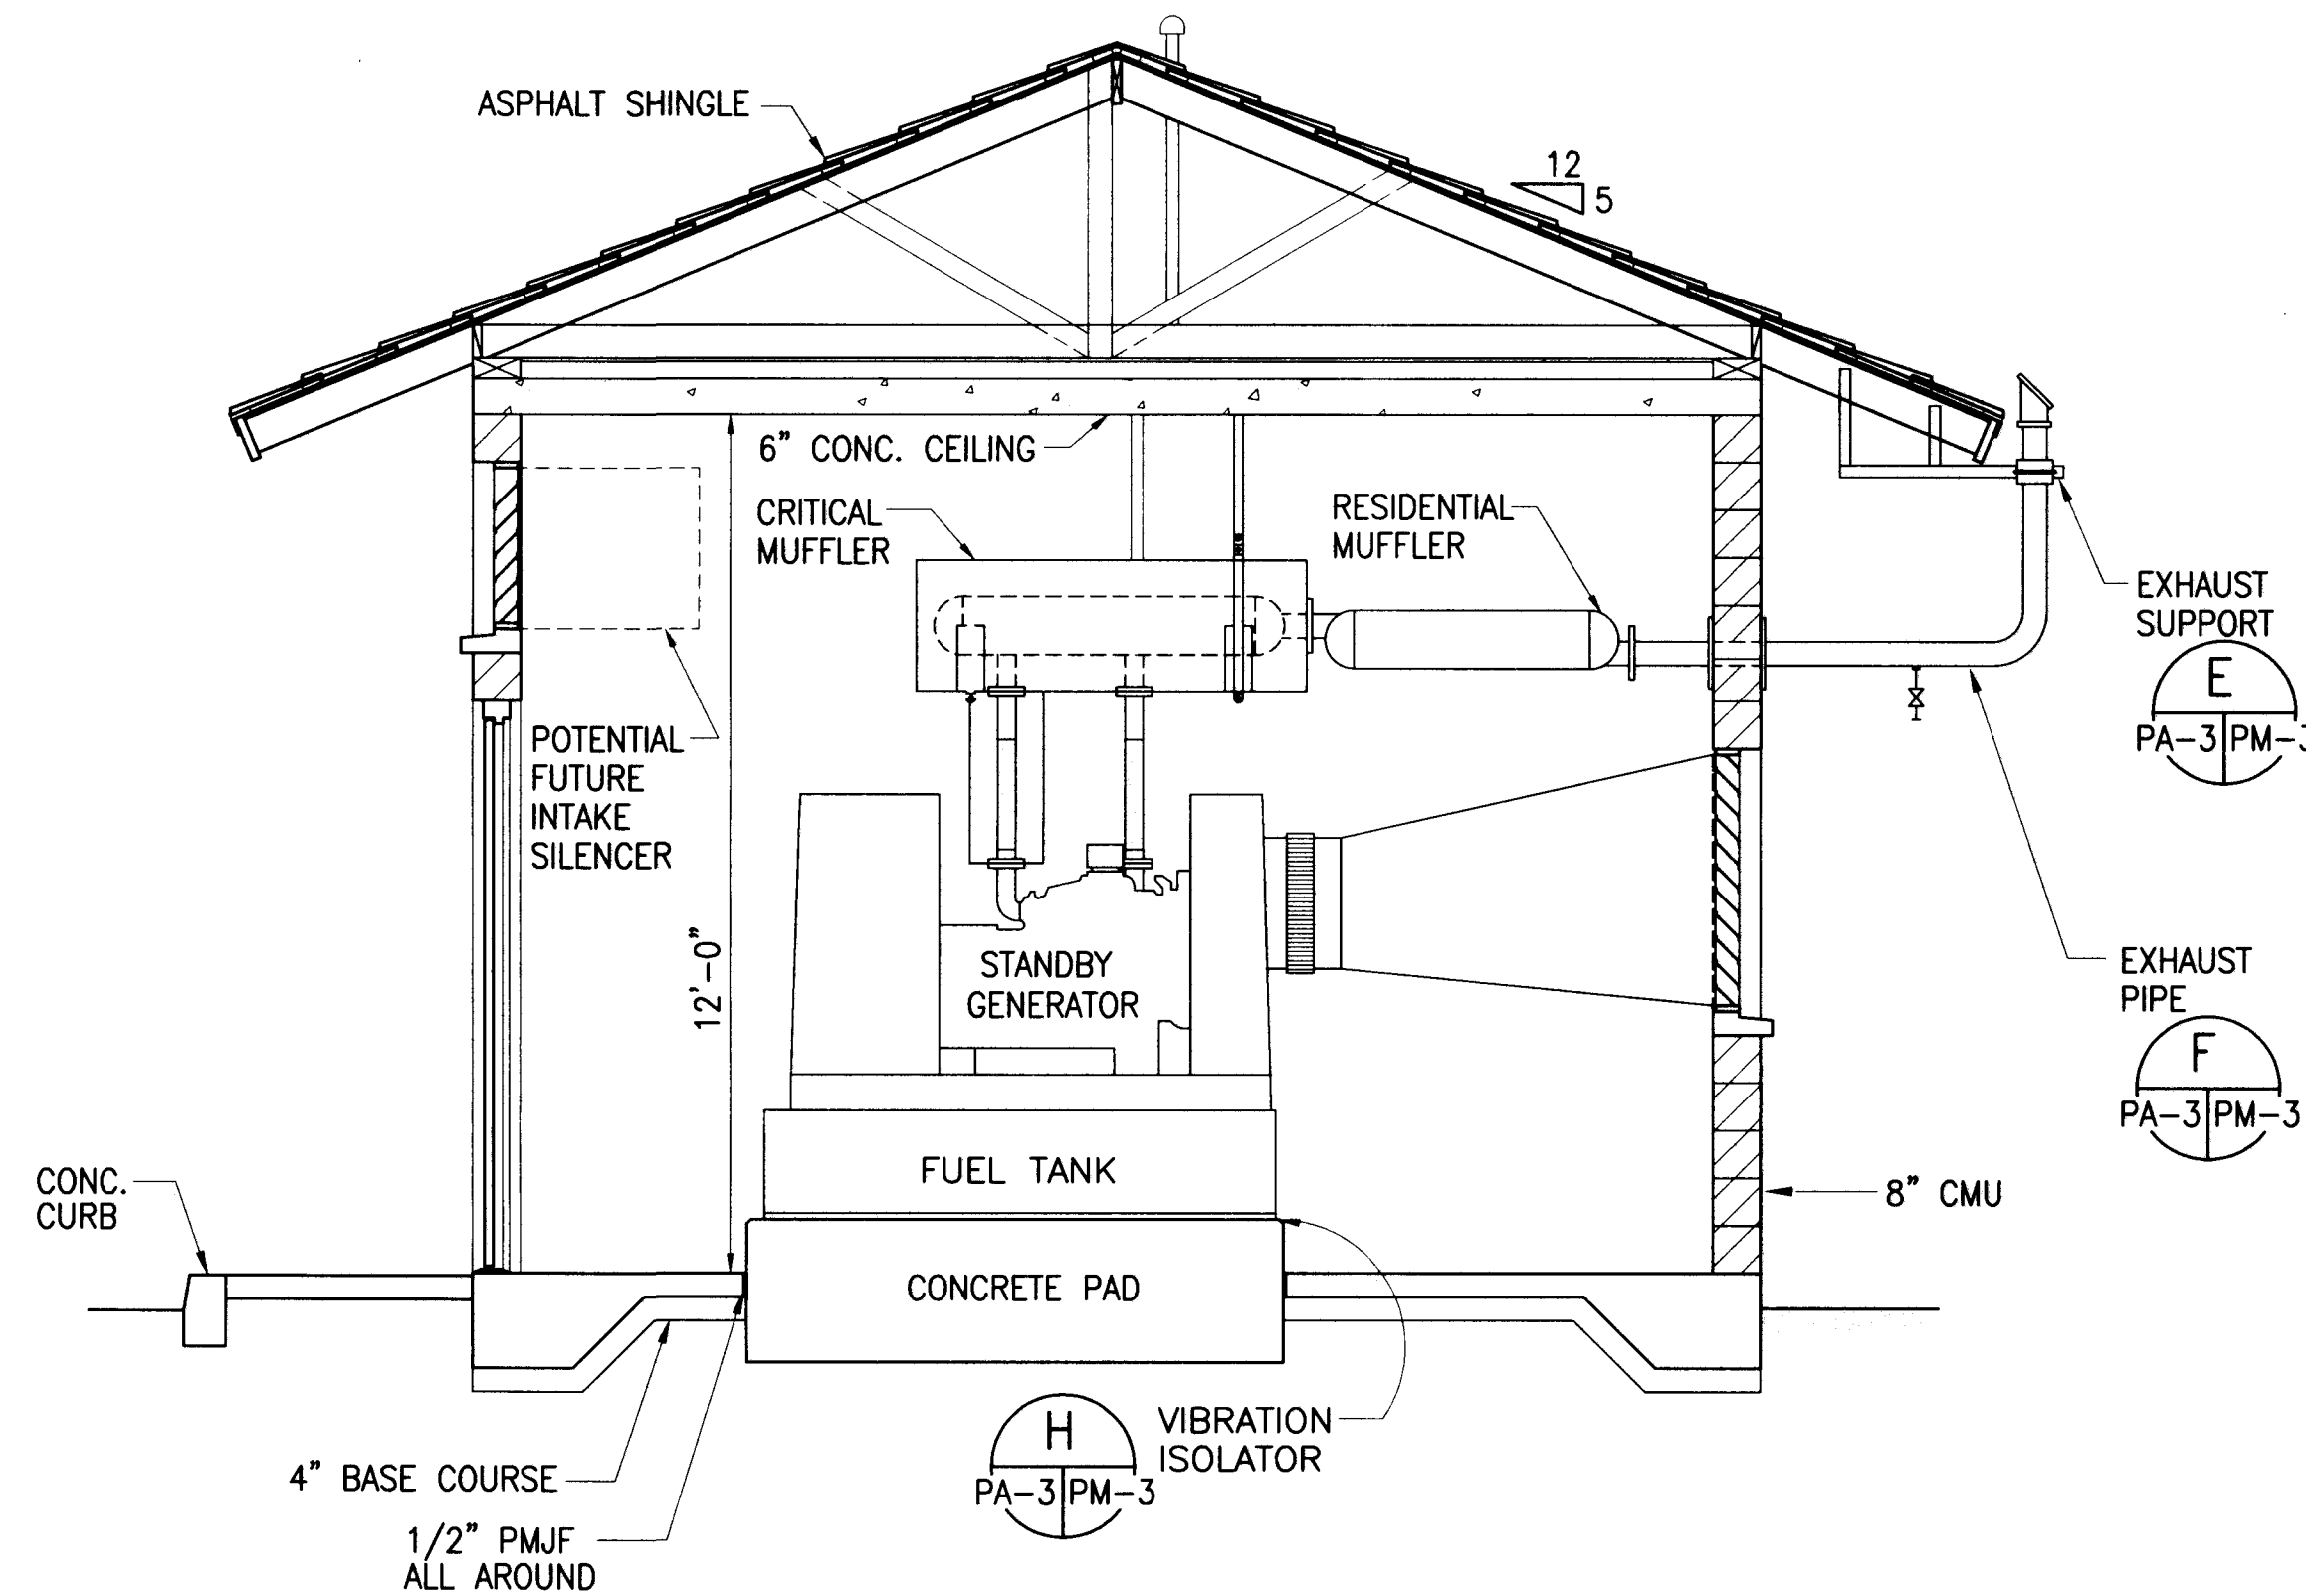 ASPHALT SHINGLE
12
5
6” CONC. CEILING
CRITICAL
MUFFLER
RESIDENTIAL
MUFFLER
EXHAUST
SUPPORT
E
PA-3 PM-3
POTENTIAL
FUTURE
INTAKE
SILENCER
12'-0”
STANDBY
GENERATOR
EXHAUST
PIPE
F
PA-3 PM-3
FUEL TANK
CONC.
CURB
8” CMU
CONCRETE PAD
H
PA-3 PM-3
VIBRATION
ISOLATOR
4” BASE COURSE
1/2” PMJF
ALL AROUND